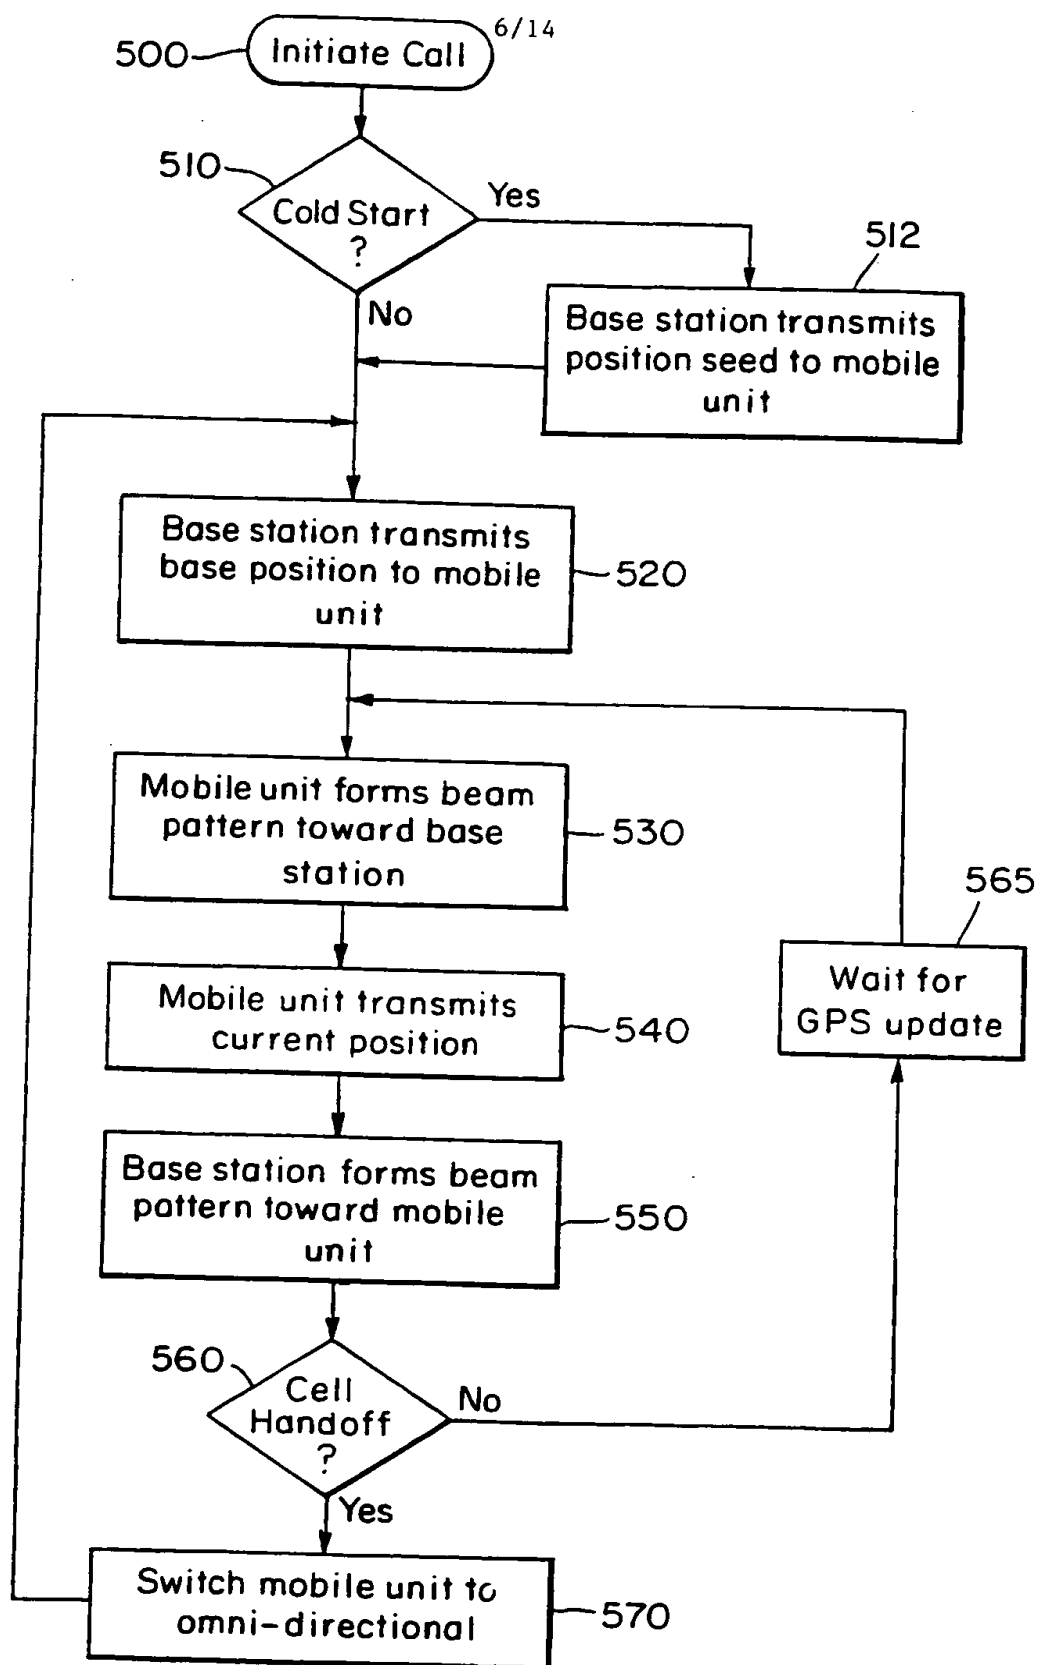 6/14
500
Initiate Call
510
Cold Start
?
Yes
No
512
Base station transmits
position seed to mobile
unit
Base station transmits
base position to mobile
unit
520
Mobile unit forms beam
pattern toward base
station
530
Mobile unit transmits
current position
540
565
Wait for
GPS update
Base station forms beam
pattern toward mobile
unit
550
560
Cell
Handoff
?
No
Yes
Switch mobile unit to
omni-directional
570